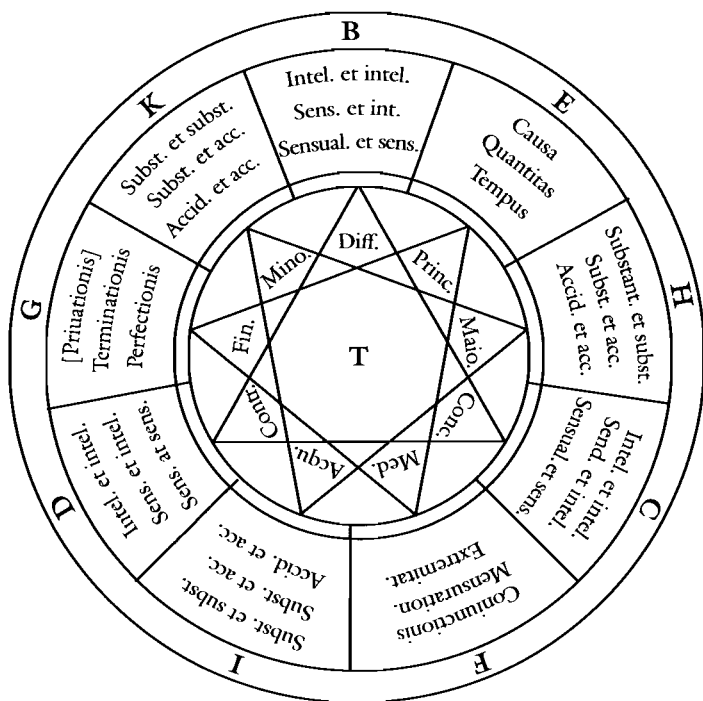 B
Intel. et intel.
Sens. et int.
Sensual. et sens.
E
Causa
Quantitas
Tempus
H
Substant. et subst.
Subst. et acc.
Accid. et acc.
C
Intel. et intel.
Send. et intel.
Sensual. et sens.
F
Coniunctionis
Mensuration.
Extremitat.
I
Subst. et subst.
Subst. et acc.
Accid. et acc.
D
Intel. et intel.
Sens. et intel.
Sens. at sens.
G
[Priuationis]
Terminationis
Perfectionis
K
Subst. et subst.
Subst. et acc.
Accid. et acc.
Diff.
Princ.
Maio.
Conc.
Med.
Acqu.
Contr.
Fin.
Mino.
T